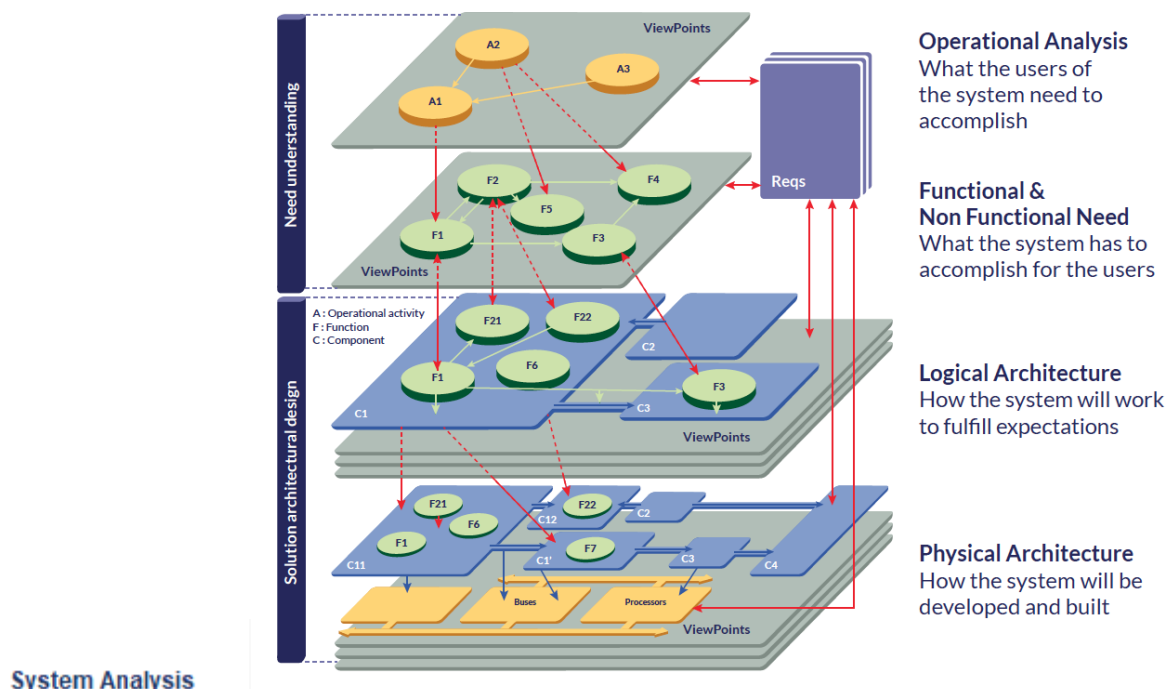 Need understanding
ViewPoints
A2
A3
A1
Reqs
F2
F4
F5
F1
F3
ViewPoints
Operational Analysis
What the users of
the system need to
accomplish
Functional &
Non Functional Need
What the system has to
accomplish for the users
Solution architectural design
A : Operational activity
F : Function
C : Component
F21
F22
C2
F6
F1
F3
C1
C3
ViewPoints
Logical Architecture
How the system will work
to fulfill expectations
F21
F22
C12
C2
F6
F1
F7
C11
C1'
C3
C4
Buses
Processors
ViewPoints
Physical Architecture
How the system will be
developed and built
System Analysis